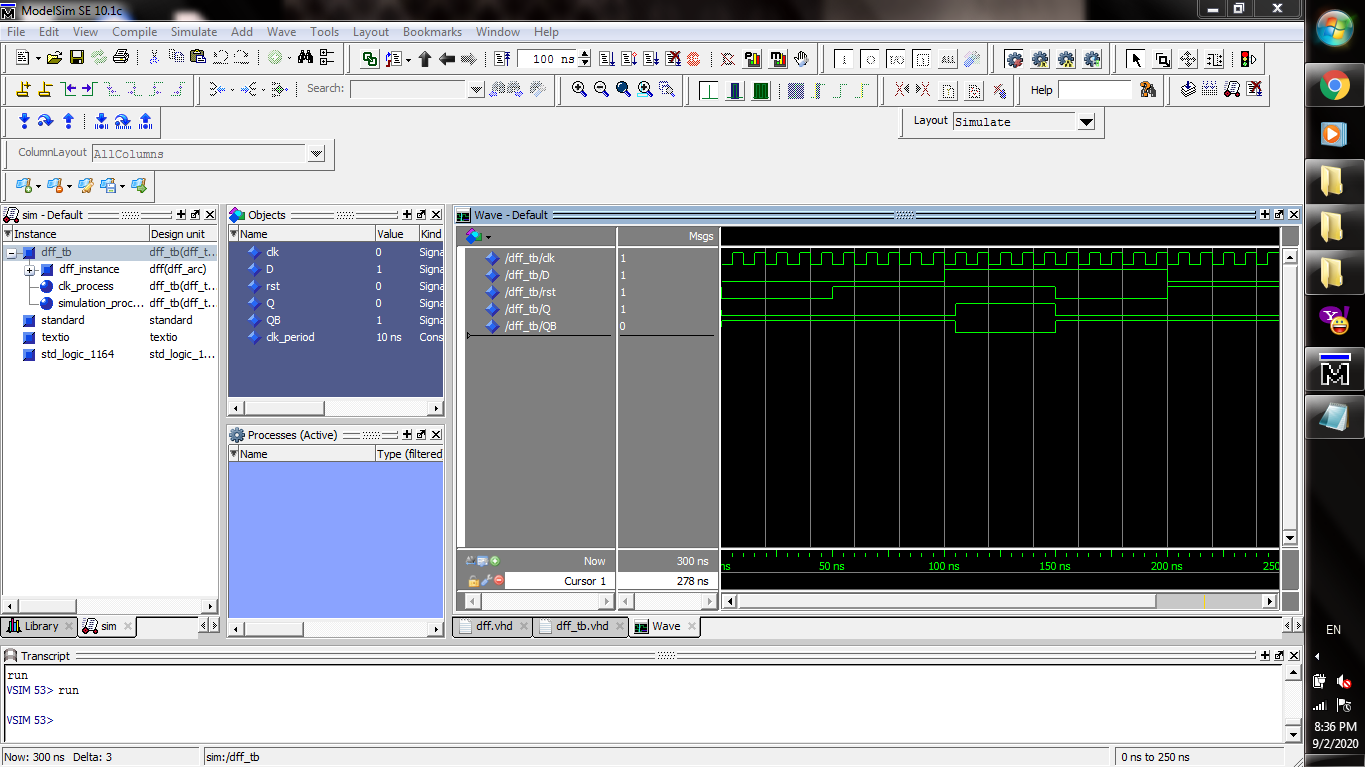 ModelSim SE 10.1c
File Edit View Compile Simulate Add Wave Tools Layout Bookmarks Window Help
100 ns
ALL
Search:
Help
Layout Simulate
ColumnLayout AllColumns
sim - Default
Instance Design unit
dff_tb dff_tb(dff_t...
dff_instance dff(dff_arc)
clk_process dff_tb(dff_t...
simulation_proc... dff_tb(dff_t...
standard standard
textio textio
std_logic_1164 std_logic_1...
Library sim
Objects
Name Value Kind
clk 0 Signa
D 1 Signa
rst 0 Signa
Q 0 Signa
QB 1 Signa
clk_period 10 ns Cons
Processes (Active)
Name Type (filtered
Wave - Default
Msgs
/dff_tb/clk 1
/dff_tb/D 1
/dff_tb/rst 1
/dff_tb/Q 1
/dff_tb/QB 0
Now 300 ns
ns 50 ns 100 ns 150 ns 200 ns 250
Cursor 1 278 ns
dff.vhd dff_tb.vhd Wave
Transcript
run
VSIM 53> run
VSIM 53>
Now: 300 ns Delta: 3 sim:/dff_tb 0 ns to 250 ns
EN
8:36 PM
9/2/2020